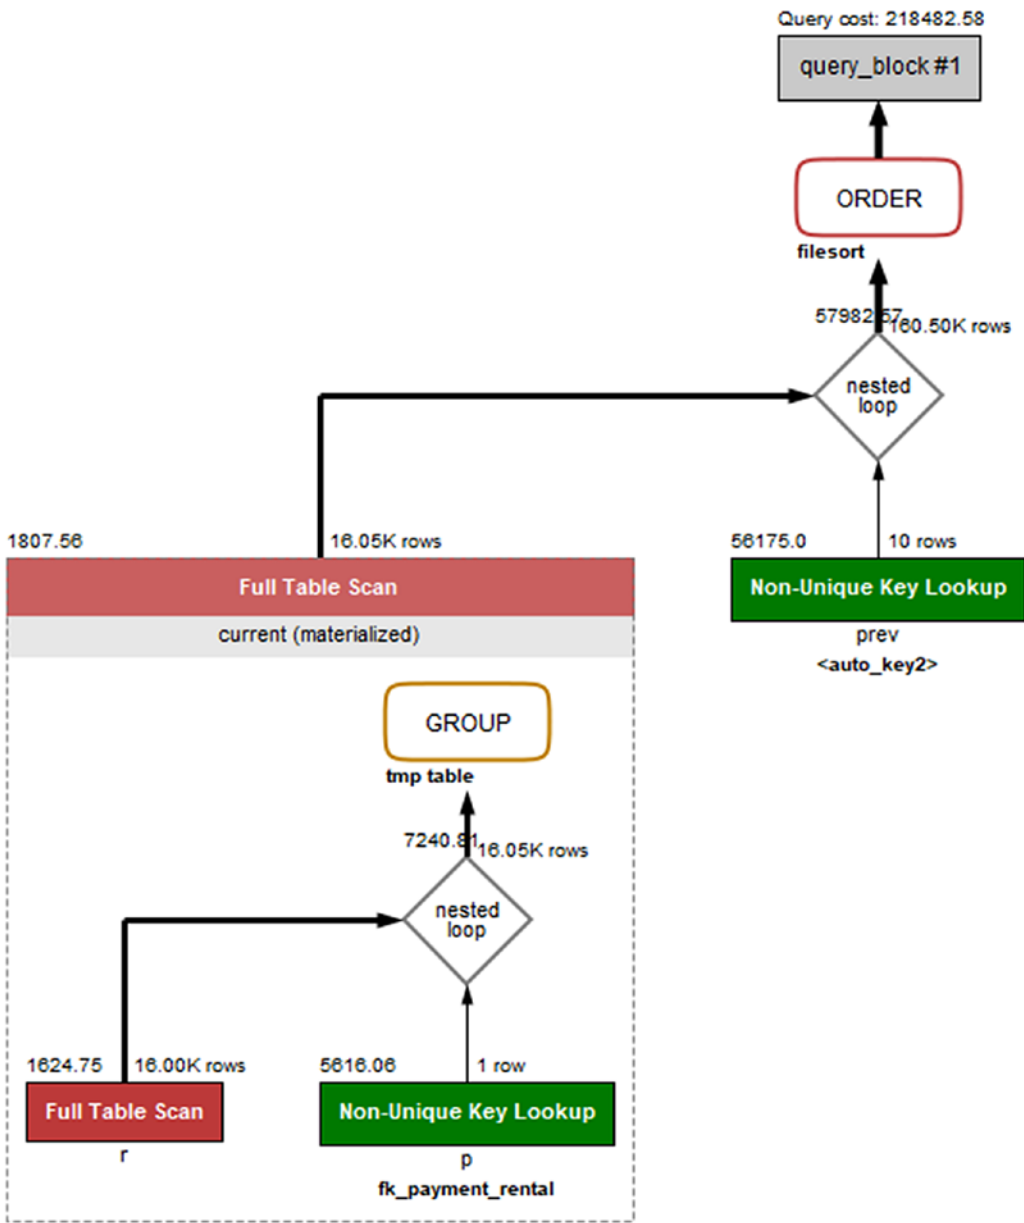 Query cost: 218482.58
query_block #1
ORDER
filesort
57982.57
160.50K rows
nested
loop
1807.56
16.05K rows
56175.0
10 rows
Full Table Scan
Non-Unique Key Lookup
current (materialized)
prev
<auto_key2>
GROUP
tmp table
7240.81
16.05K rows
nested
loop
1624.75
16.00K rows
5616.06
1 row
Full Table Scan
Non-Unique Key Lookup
r
p
fk_payment_rental